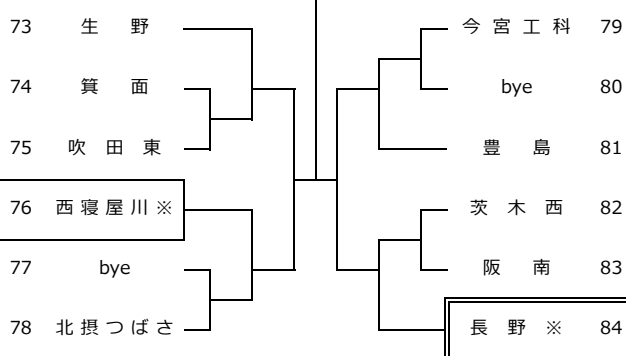 73 生野
74 箕面
75 吹田東
76 西寝屋川※
77 bye
78 北摂つばさ
今宮工科 79
bye 80
豊島 81
茨木西 82
阪南 83
長野※ 84